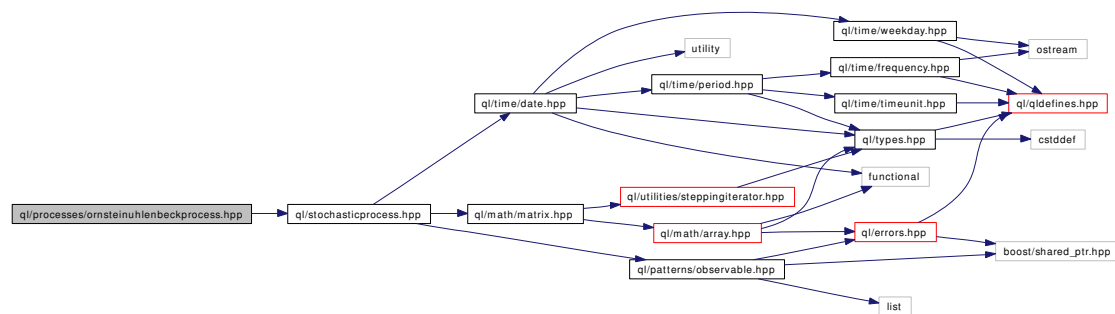 ql/time/weekday.hpp
utility
ostream
ql/time/frequency.hpp
ql/time/period.hpp
ql/time/date.hpp
ql/time/timeunit.hpp
ql/qldefines.hpp
ql/types.hpp
cstddef
functional
ql/utilities/steppingiterator.hpp
ql/processes/ornsteinuhlenbeckprocess.hpp
ql/stochasticprocess.hpp
ql/math/matrix.hpp
ql/math/array.hpp
ql/errors.hpp
boost/shared_ptr.hpp
ql/patterns/observable.hpp
list